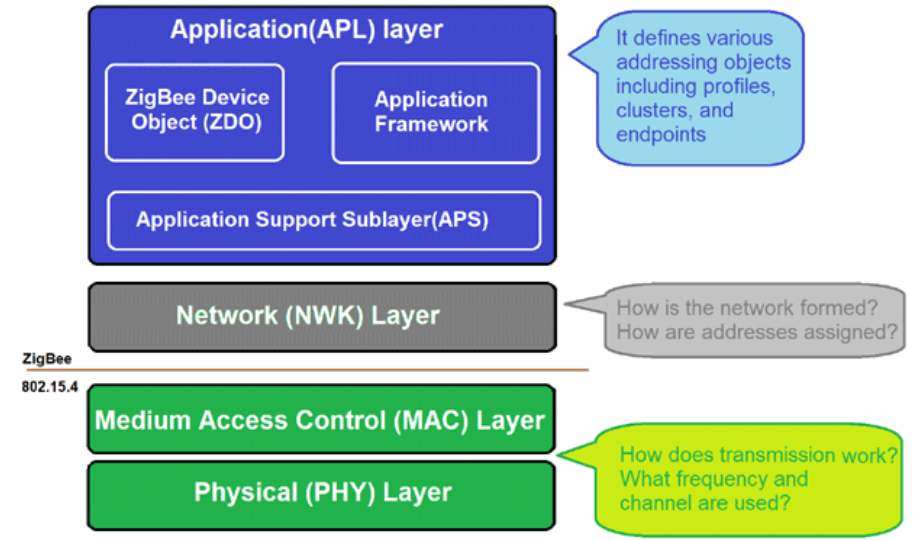 Application(APL) layer
ZigBee Device
Object (ZDO)
Application
Framework
Application Support Sublayer(APS)
It defines various
addressing objects
including profiles,
clusters, and
endpoints
Network (NWK) Layer
How is the network formed?
How are addresses assigned?
ZigBee
802.15.4
Medium Access Control (MAC) Layer
Physical (PHY) Layer
How does transmission work?
What frequency and
channel are used?